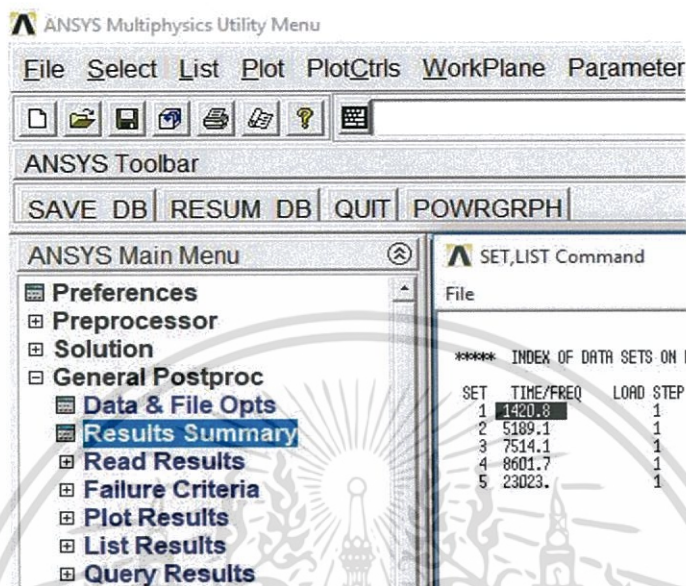 ANSYS Multiphysics Utility Menu
File Select List Plot PlotCtrls WorkPlane Parameter
ANSYS Toolbar
SAVE_DB RESUM_DB QUIT POWRGRPH
ANSYS Main Menu
SET,LIST Command
Preferences
File
Preprocessor
Solution
***** INDEX OF DATA SETS ON
General Postproc
Data & File Opts
SET TIME/FREQ LOAD STEP
1 1420.8 1
Results Summary
2 5189.1 1
3 7514.1 1
Read Results
4 8601.7 1
5 23023. 1
Failure Criteria
Plot Results
List Results
Query Results